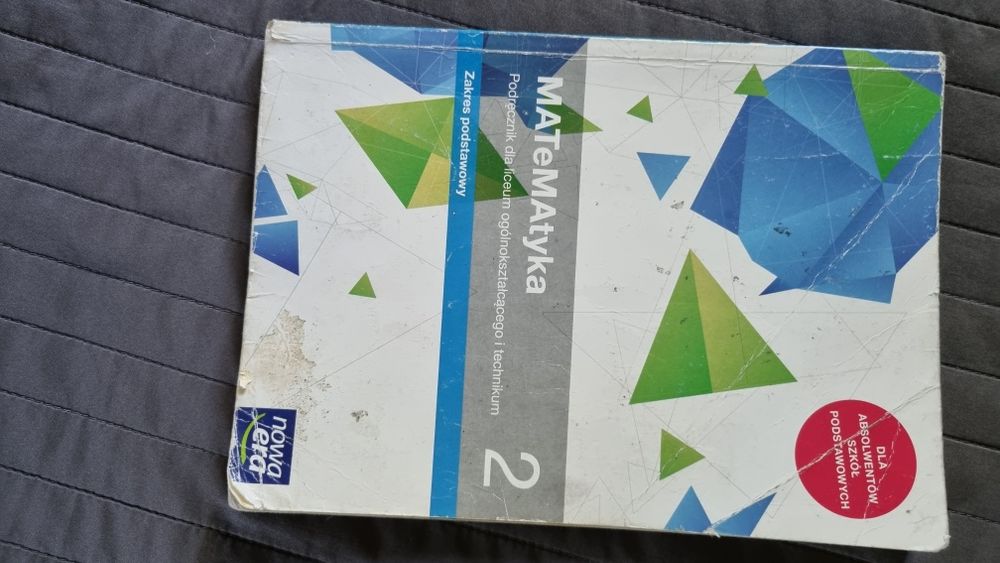 DLA
ABSOLWENTÓW
SZKÓŁ
PODSTAWOWYCH
MATeMAtyka 2
Podręcznik dla liceum ogólnokształcącego i technikum
Zakres podstawowy
nowa
era